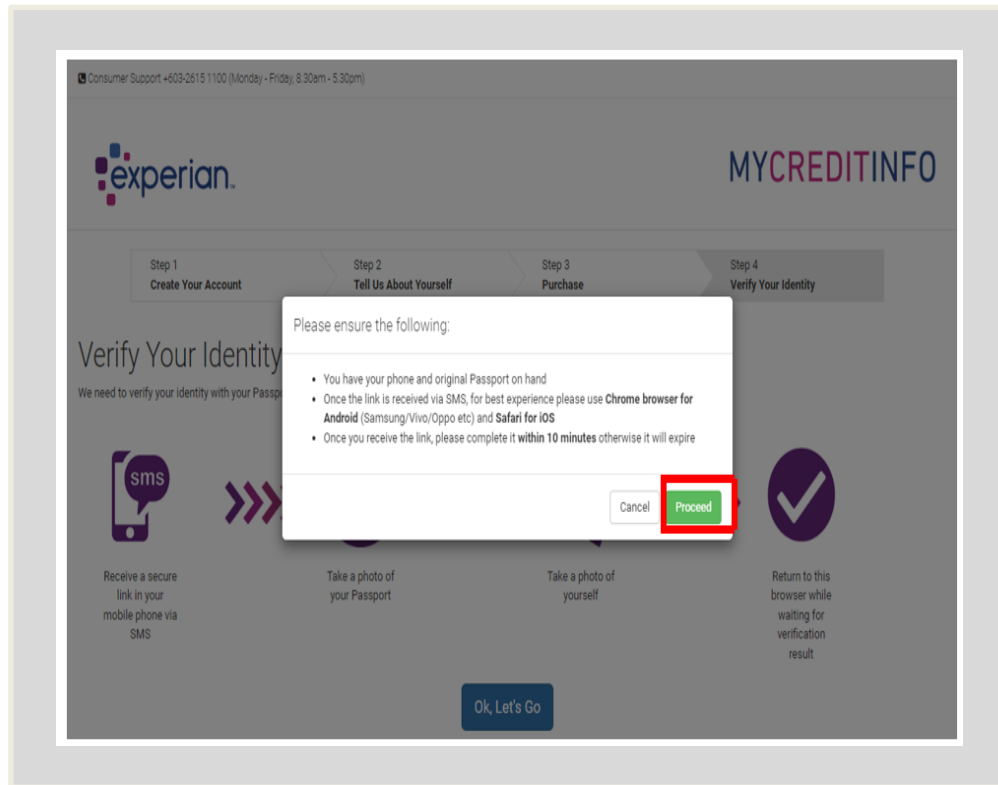 Consumer Support +603-2615 1100 (Monday - Friday, 8.30am - 5.30pm)
experian.
MYCREDITINFO
Step 1
Create Your Account
Step 2
Tell Us About Yourself
Step 3
Purchase
Step 4
Verify Your Identity
Please ensure the following:
Verify Your Identity
We need to verify your identity with your
• You have your phone and original Passport on hand
• Once the link is received via SMS, for best experience please use Chrome browser for
Android (Samsung/Vivo/Oppo etc) and Safari for iOS
• Once you receive the link, please complete it within 10 minutes otherwise it will expire
Cancel
Proceed
sms
Receive a secure
link in your
mobile phone via
SMS
Take a photo of
your Passport
Take a photo of
yourself
Return to this
browser while
waiting for
verification
result
Ok, Let's Go